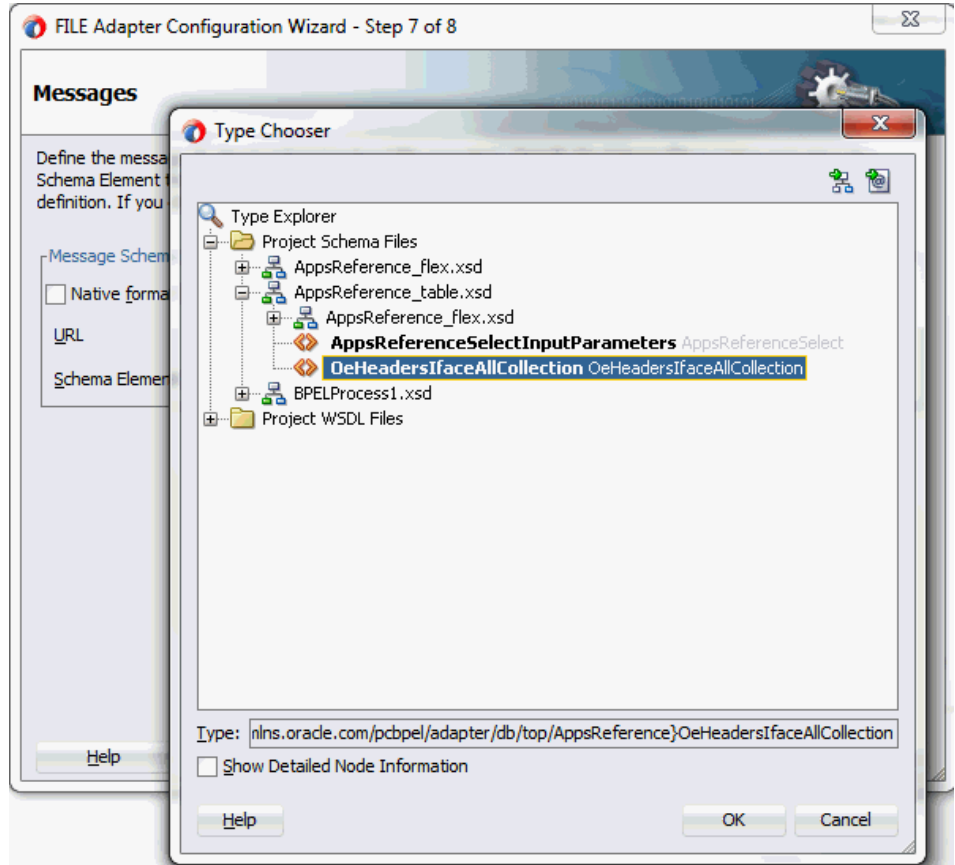 FILE Adapter Configuration Wizard - Step 7 of 8
Messages
Define the messa
Schema Element
definition. If you
Message Schem
Native forma
URL
Schema Elemen
Help
Type Chooser
Type Explorer
Project Schema Files
AppsReference_flex.xsd
AppsReference_table.xsd
AppsReference_flex.xsd
AppsReferenceSelectInputParameters AppsReferenceSelect
OeHeadersIfaceAllCollection OeHeadersIfaceAllCollection
BPELProcess1.xsd
Project WSDL Files
Type: nlns.oracle.com/pcbpel/adapter/db/top/AppsReference}OeHeadersIfaceAllCollection
Show Detailed Node Information
Help OK Cancel